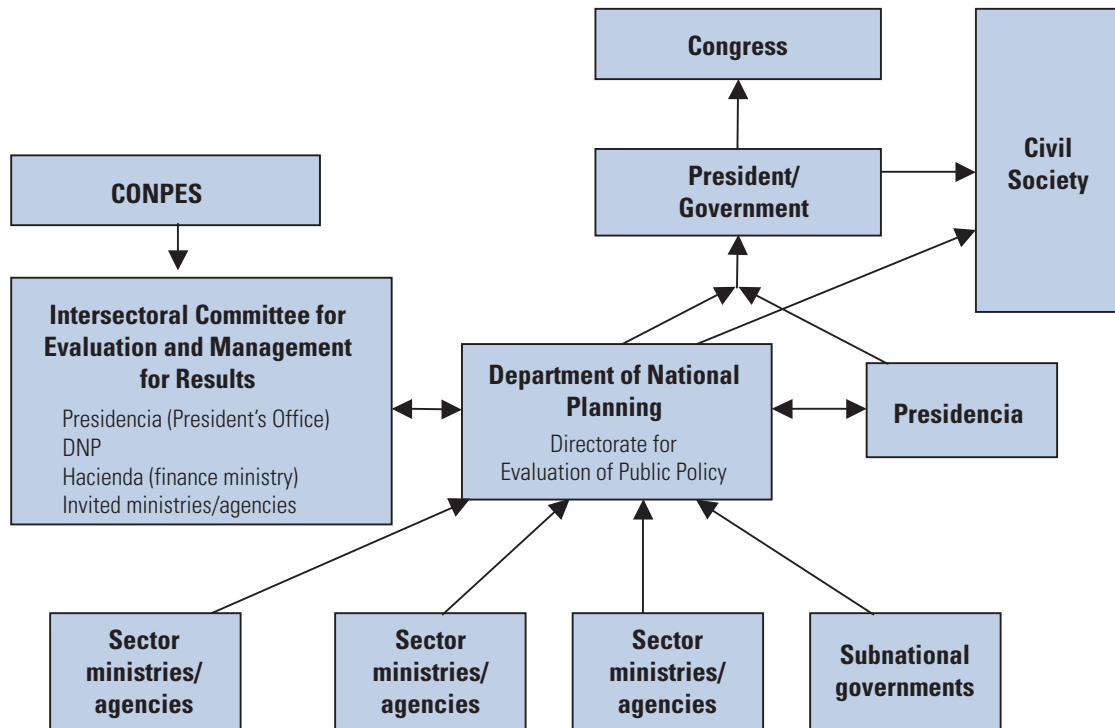 Congress
Civil
Society
President/
Government
CONPES
Intersectoral Committee for
Evaluation and Management
for Results
Presidencia (President's Office)
DNP
Hacienda (finance ministry)
Invited ministries/agencies
Department of National
Planning
Directorate for
Evaluation of Public Policy
Presidencia
Sector
ministries/
agencies
Sector
ministries/
agencies
Sector
ministries/
agencies
Subnational
governments